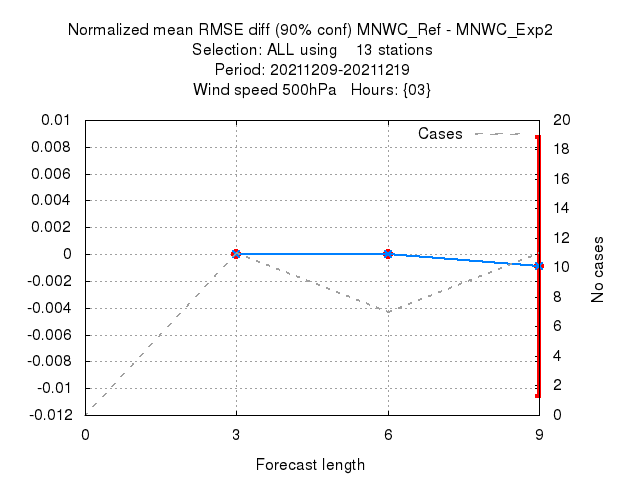 Normalized mean RMSE diff (90% conf) MNWC_Ref - MNWC_Exp2
Selection: ALL using    13 stations
Period: 20211209-20211219
Wind speed 500hPa   Hours: {03}
Cases
0.01
0.008
0.006
0.004
0.002
0
-0.002
-0.004
-0.006
-0.008
-0.01
-0.012
20
18
16
14
12
10
8
6
4
2
0
No cases
0 3 6 9
Forecast length